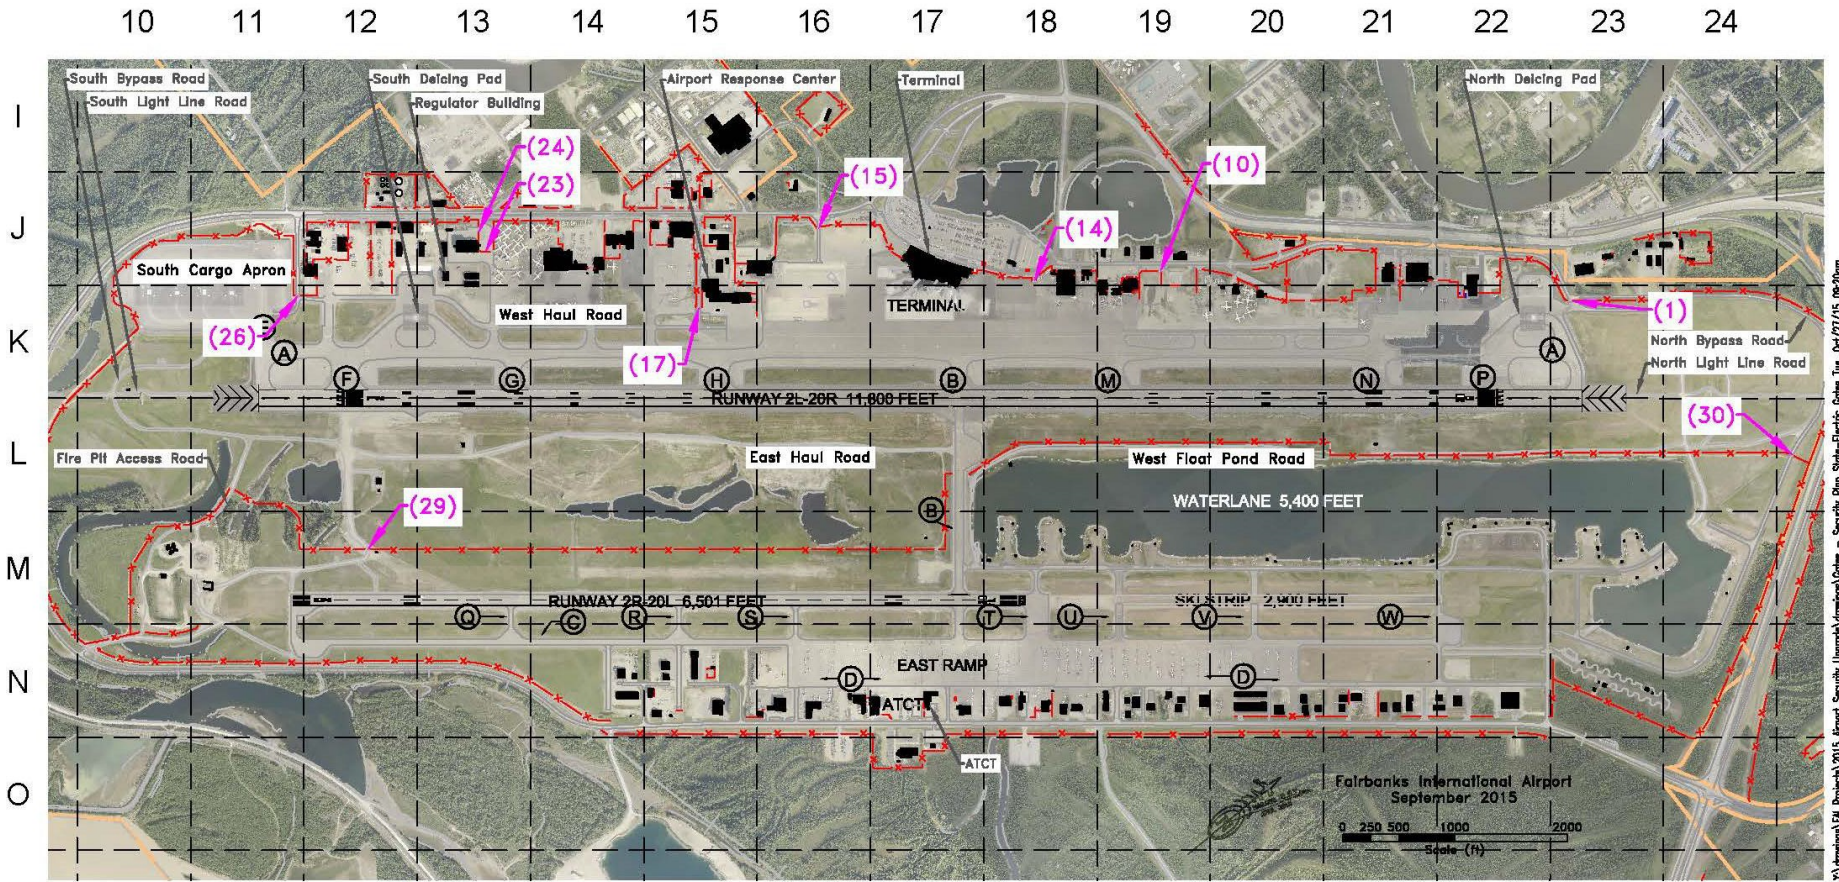 10 11 12 13 14 15 16 17 18 19 20 21 22 23 24
I
South Bypass Road
South Deicing Pad
Airport Response Center
Terminal
North Deicing Pad
South Light Line Road
Regulator Building
(24)
(23)
(15)
(10)
J
(14)
South Cargo Apron
TERMINAL
West Haul Road
(1)
K
(26)
E
A
(17)
A
North Bypass Road
North Light Line Road
F
G
H
B
M
N
P
RUNWAY 2L-20R 11,800 FEET
(30)
L
Fire Pit Access Road
East Haul Road
West Float Pond Road
(29)
B
WATERLANE 5,400 FEET
M
RUNWAY 2R-20L 6,501 FEET
SKI STRIP 2,900 FEET
Q
C
R
S
T
U
V
W
N
EAST RAMP
D
D
ATCT
ATCT
O
Fairbanks International Airport
September 2015
0 250 500 1000 2000
Scale (ft)